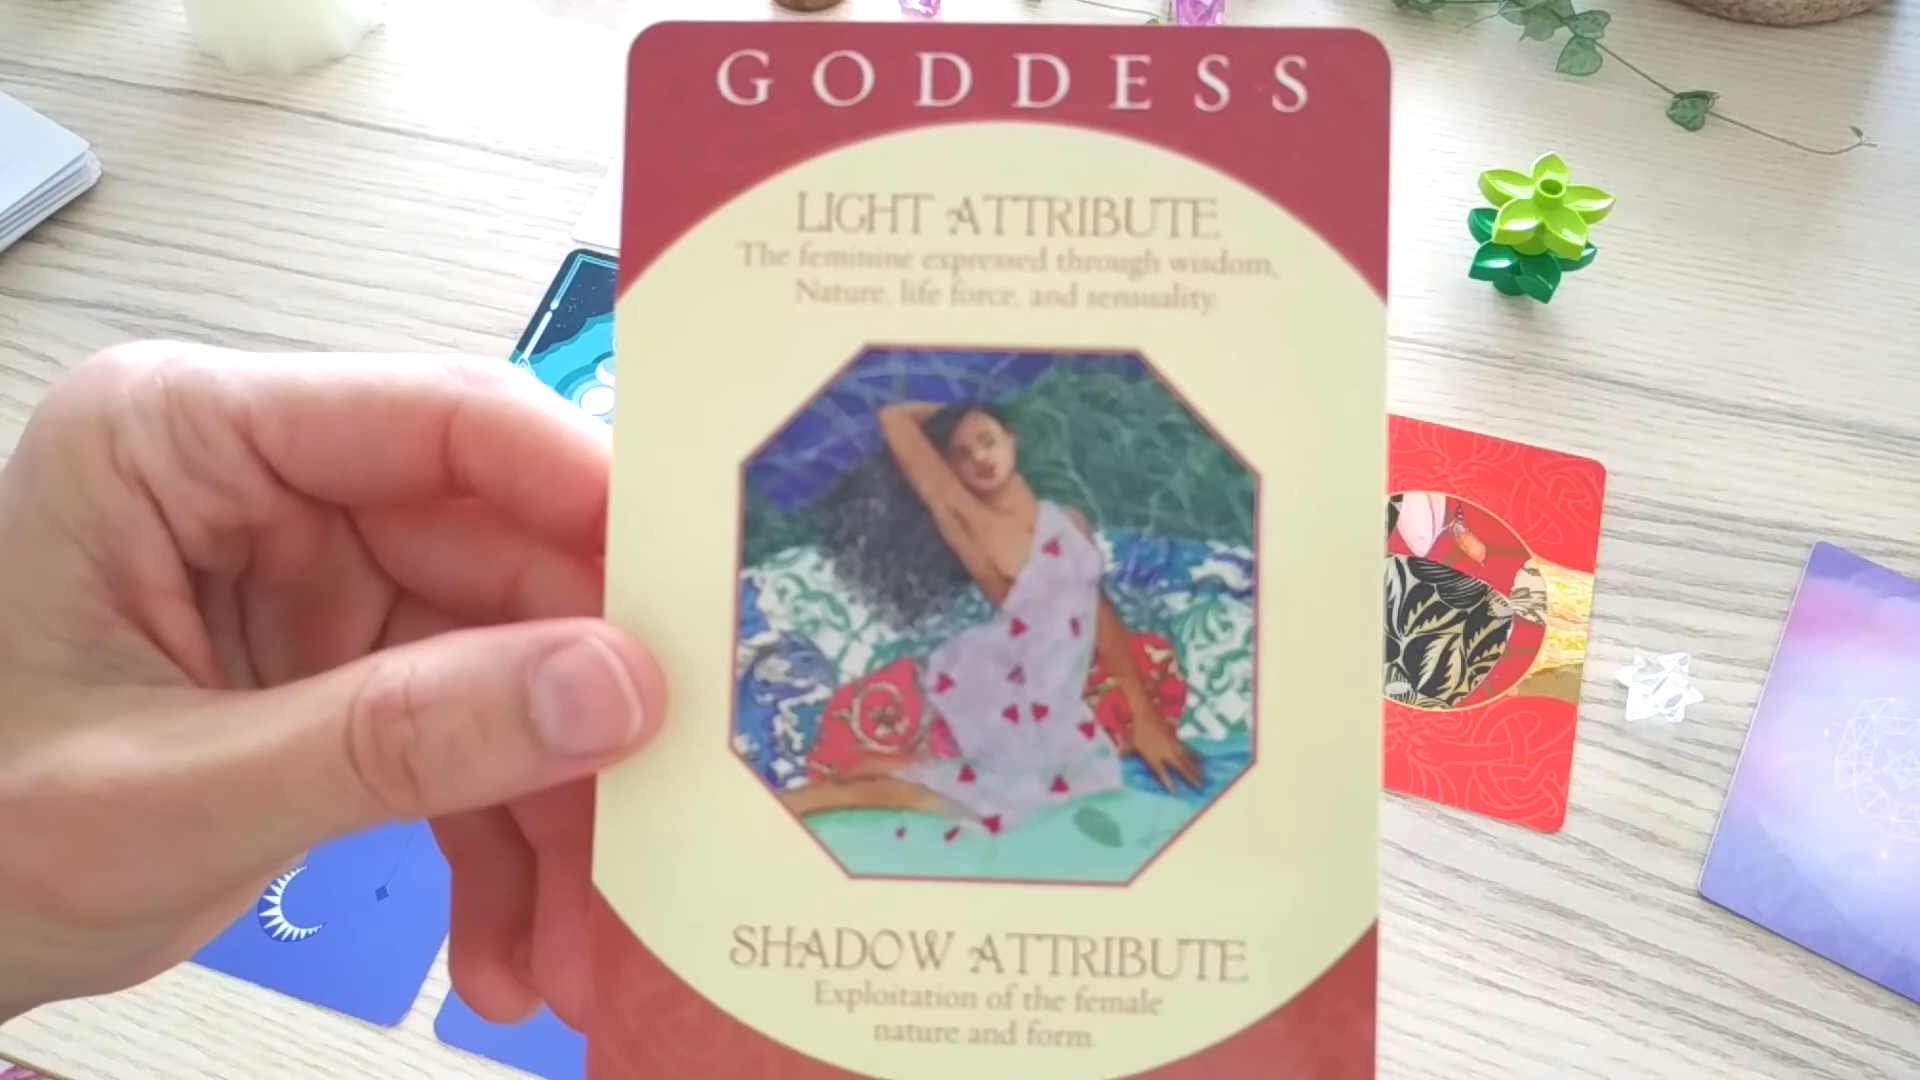 GODDESS
LIGHT ATTRIBUTE
The feminine expressed through wisdom,
Nature, life force, and sensuality.
SHADOW ATTRIBUTE
Exploitation of the female
nature and form.